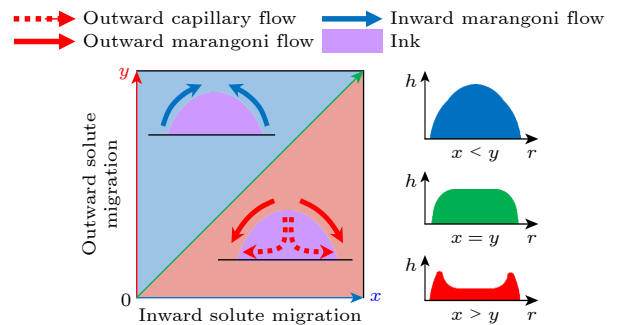 Outward capillary flow
Inward marangoni flow
Outward marangoni flow
Ink
y
Outward solute
migration
0
x
Inward solute migration
h
x < y
r
h
x = y
r
h
x > y
r